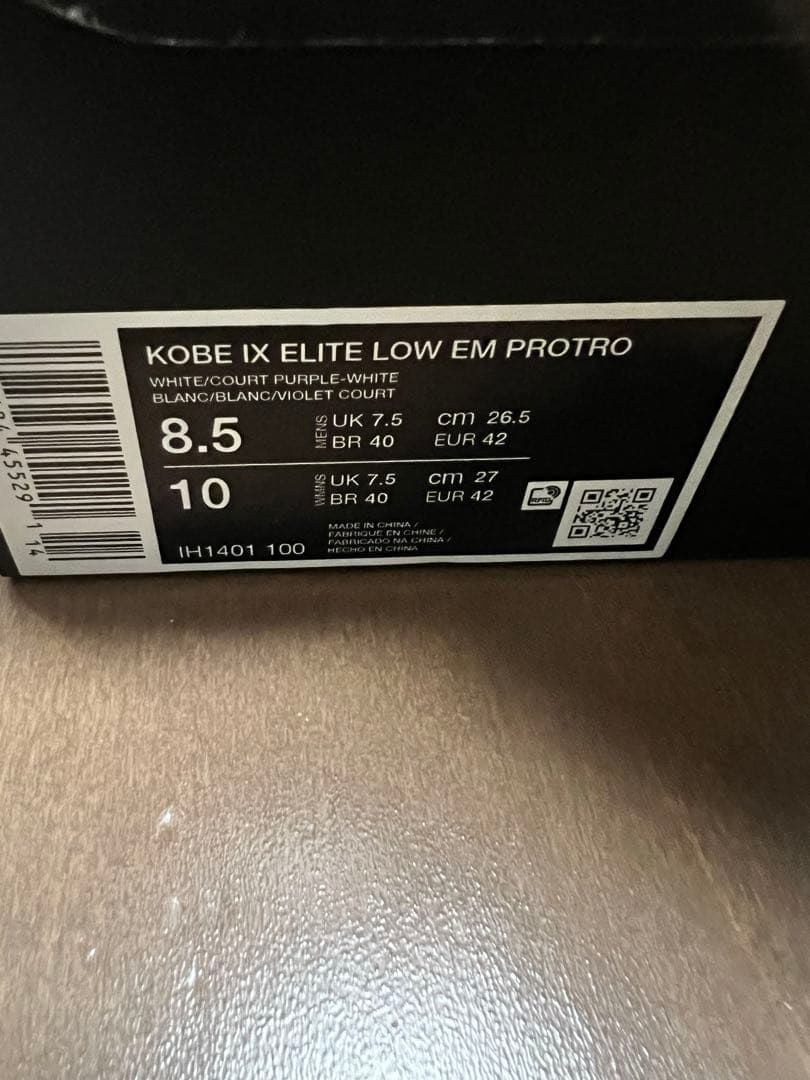 KOBE IX ELITE LOW EM PROTRO
WHITE/COURT PURPLE-WHITE
BLANC/BLANC/VIOLET COURT
8.5 MENS UK 7.5 cm 26.5
BR 40 EUR 42
10 WMNS UK 7.5 cm 27
BR 40 EUR 42
RFID
IH1401 100
MADE IN CHINA /
FABRIQUE EN CHINE /
FABRICADO NA CHINA /
HECHO EN CHINA
45529 114